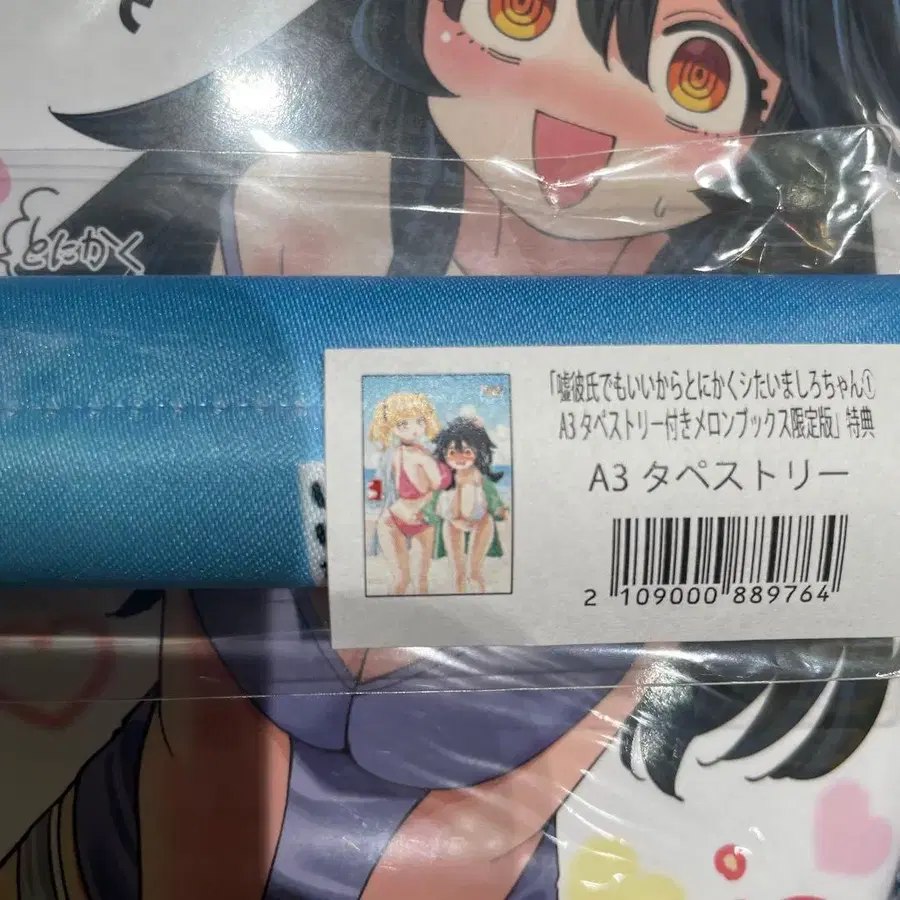 とにかく
「嘘彼氏でもいいからとにかくシたいましろちゃん①
A3タペストリー付きメロンブックス限定版」特典
A3 タペストリー
2 109000 889764